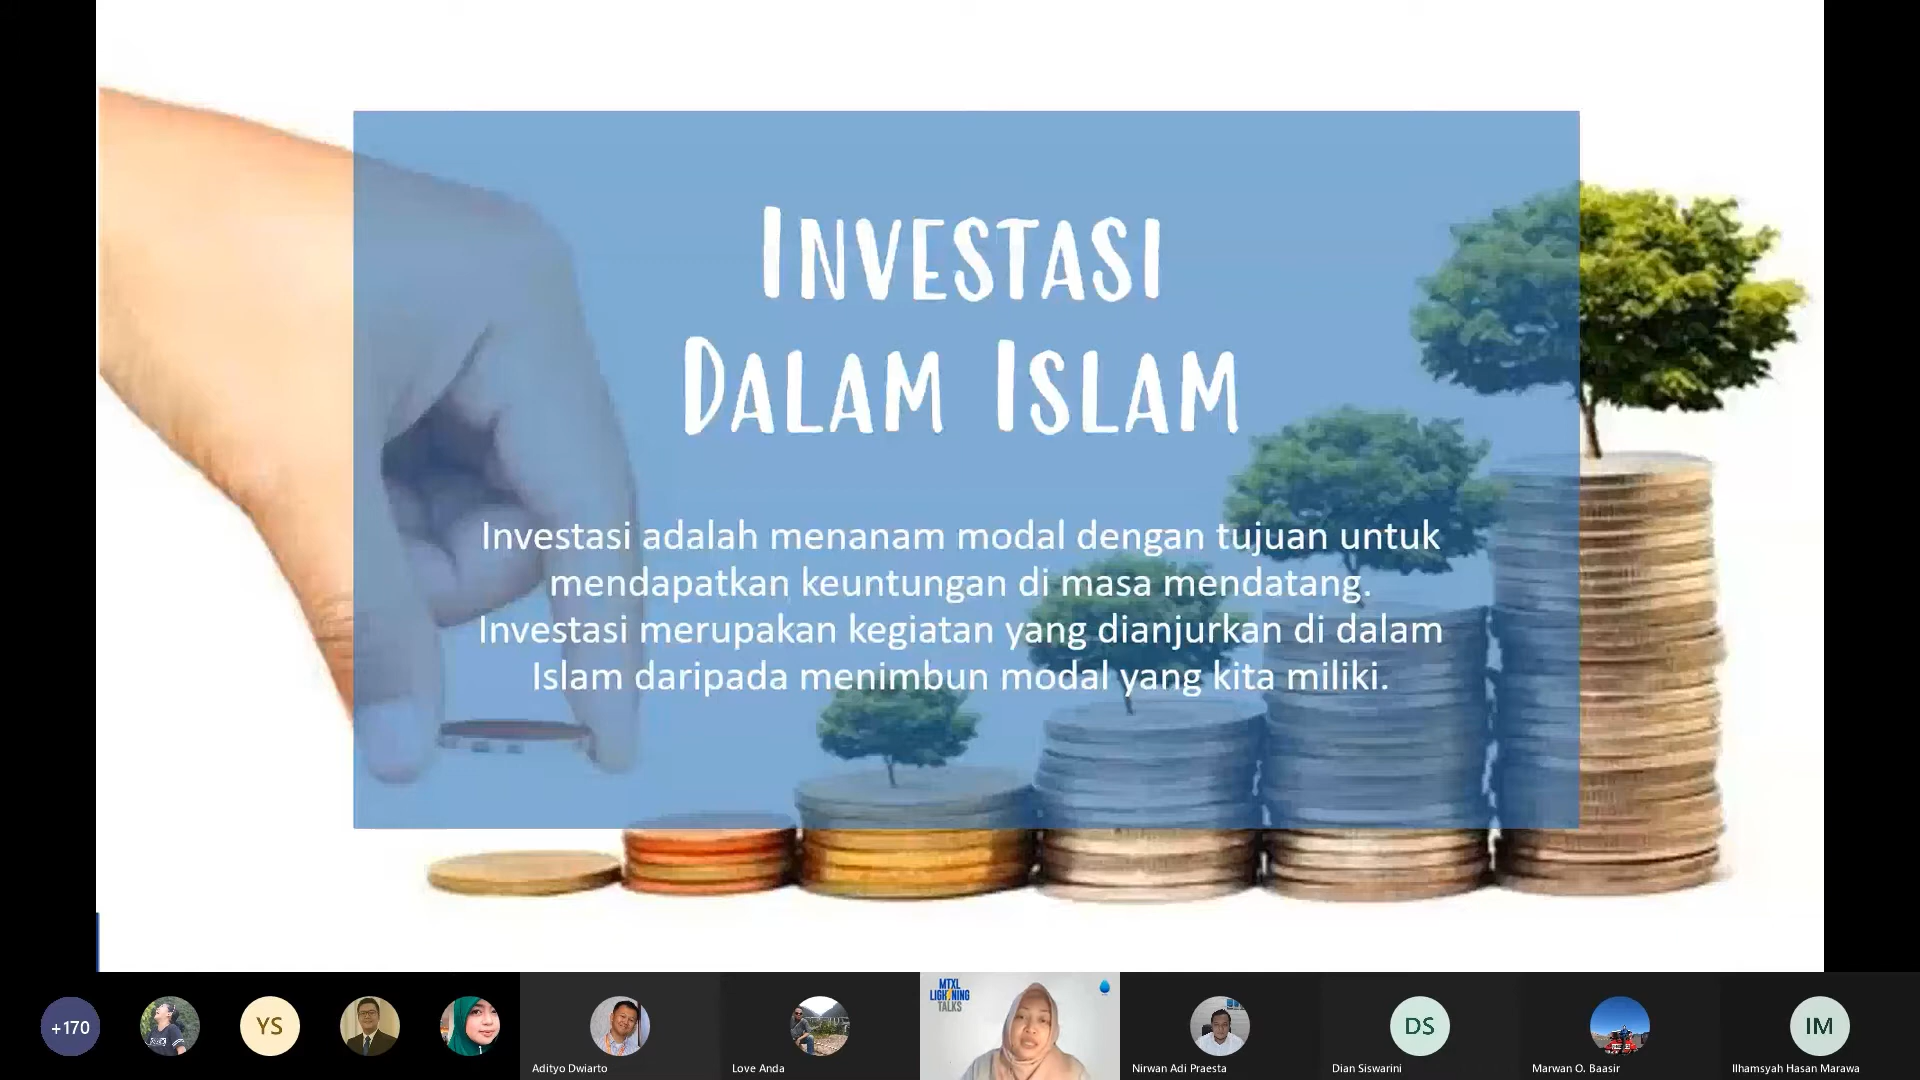 INVESTASI
DALAM ISLAM
Investasi adalah menanam modal dengan tujuan untuk
mendapatkan keuntungan di masa mendatang.
Investasi merupakan kegiatan yang dianjurkan di dalam
Islam daripada menimbun modal yang kita miliki.
+170
YS
Adityo Dwiarto
Love Anda
MTXL
LIGHTNING
TALKS
Nirwan Adi Praesta
DS
Dian Siswarini
Marwan O. Baasir
IM
Ilhamsyah Hasan Marawa